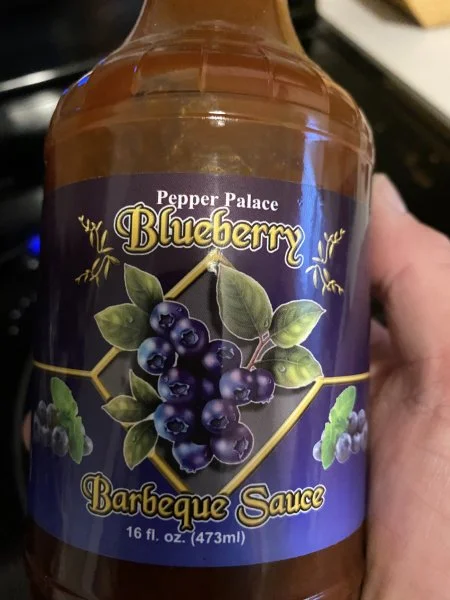 Pepper Palace
Blueberry
Barbeque Sauce
16 fl. oz. (473ml)